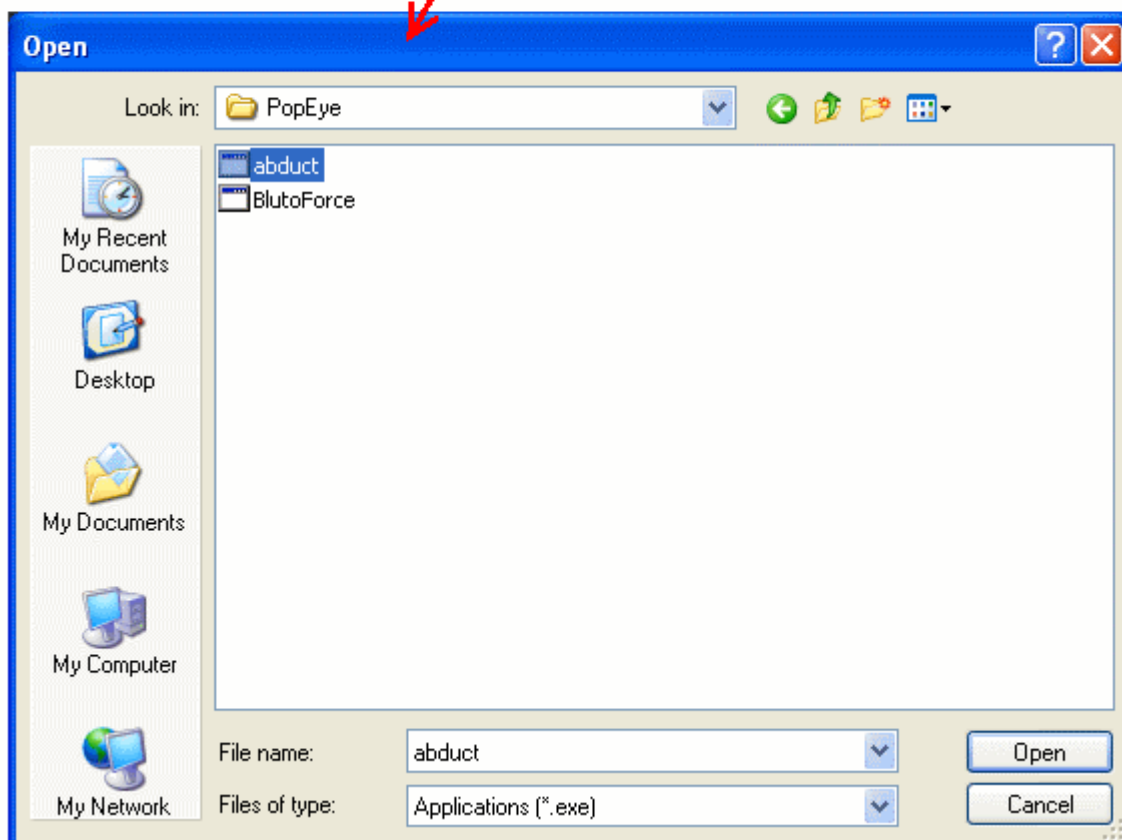 Open
Look in: PopEye
abduct
BlutoForce
My Recent
Documents
Desktop
My Documents
My Computer
My Network
File name: abduct Open
Files of type: Applications (*.exe) Cancel